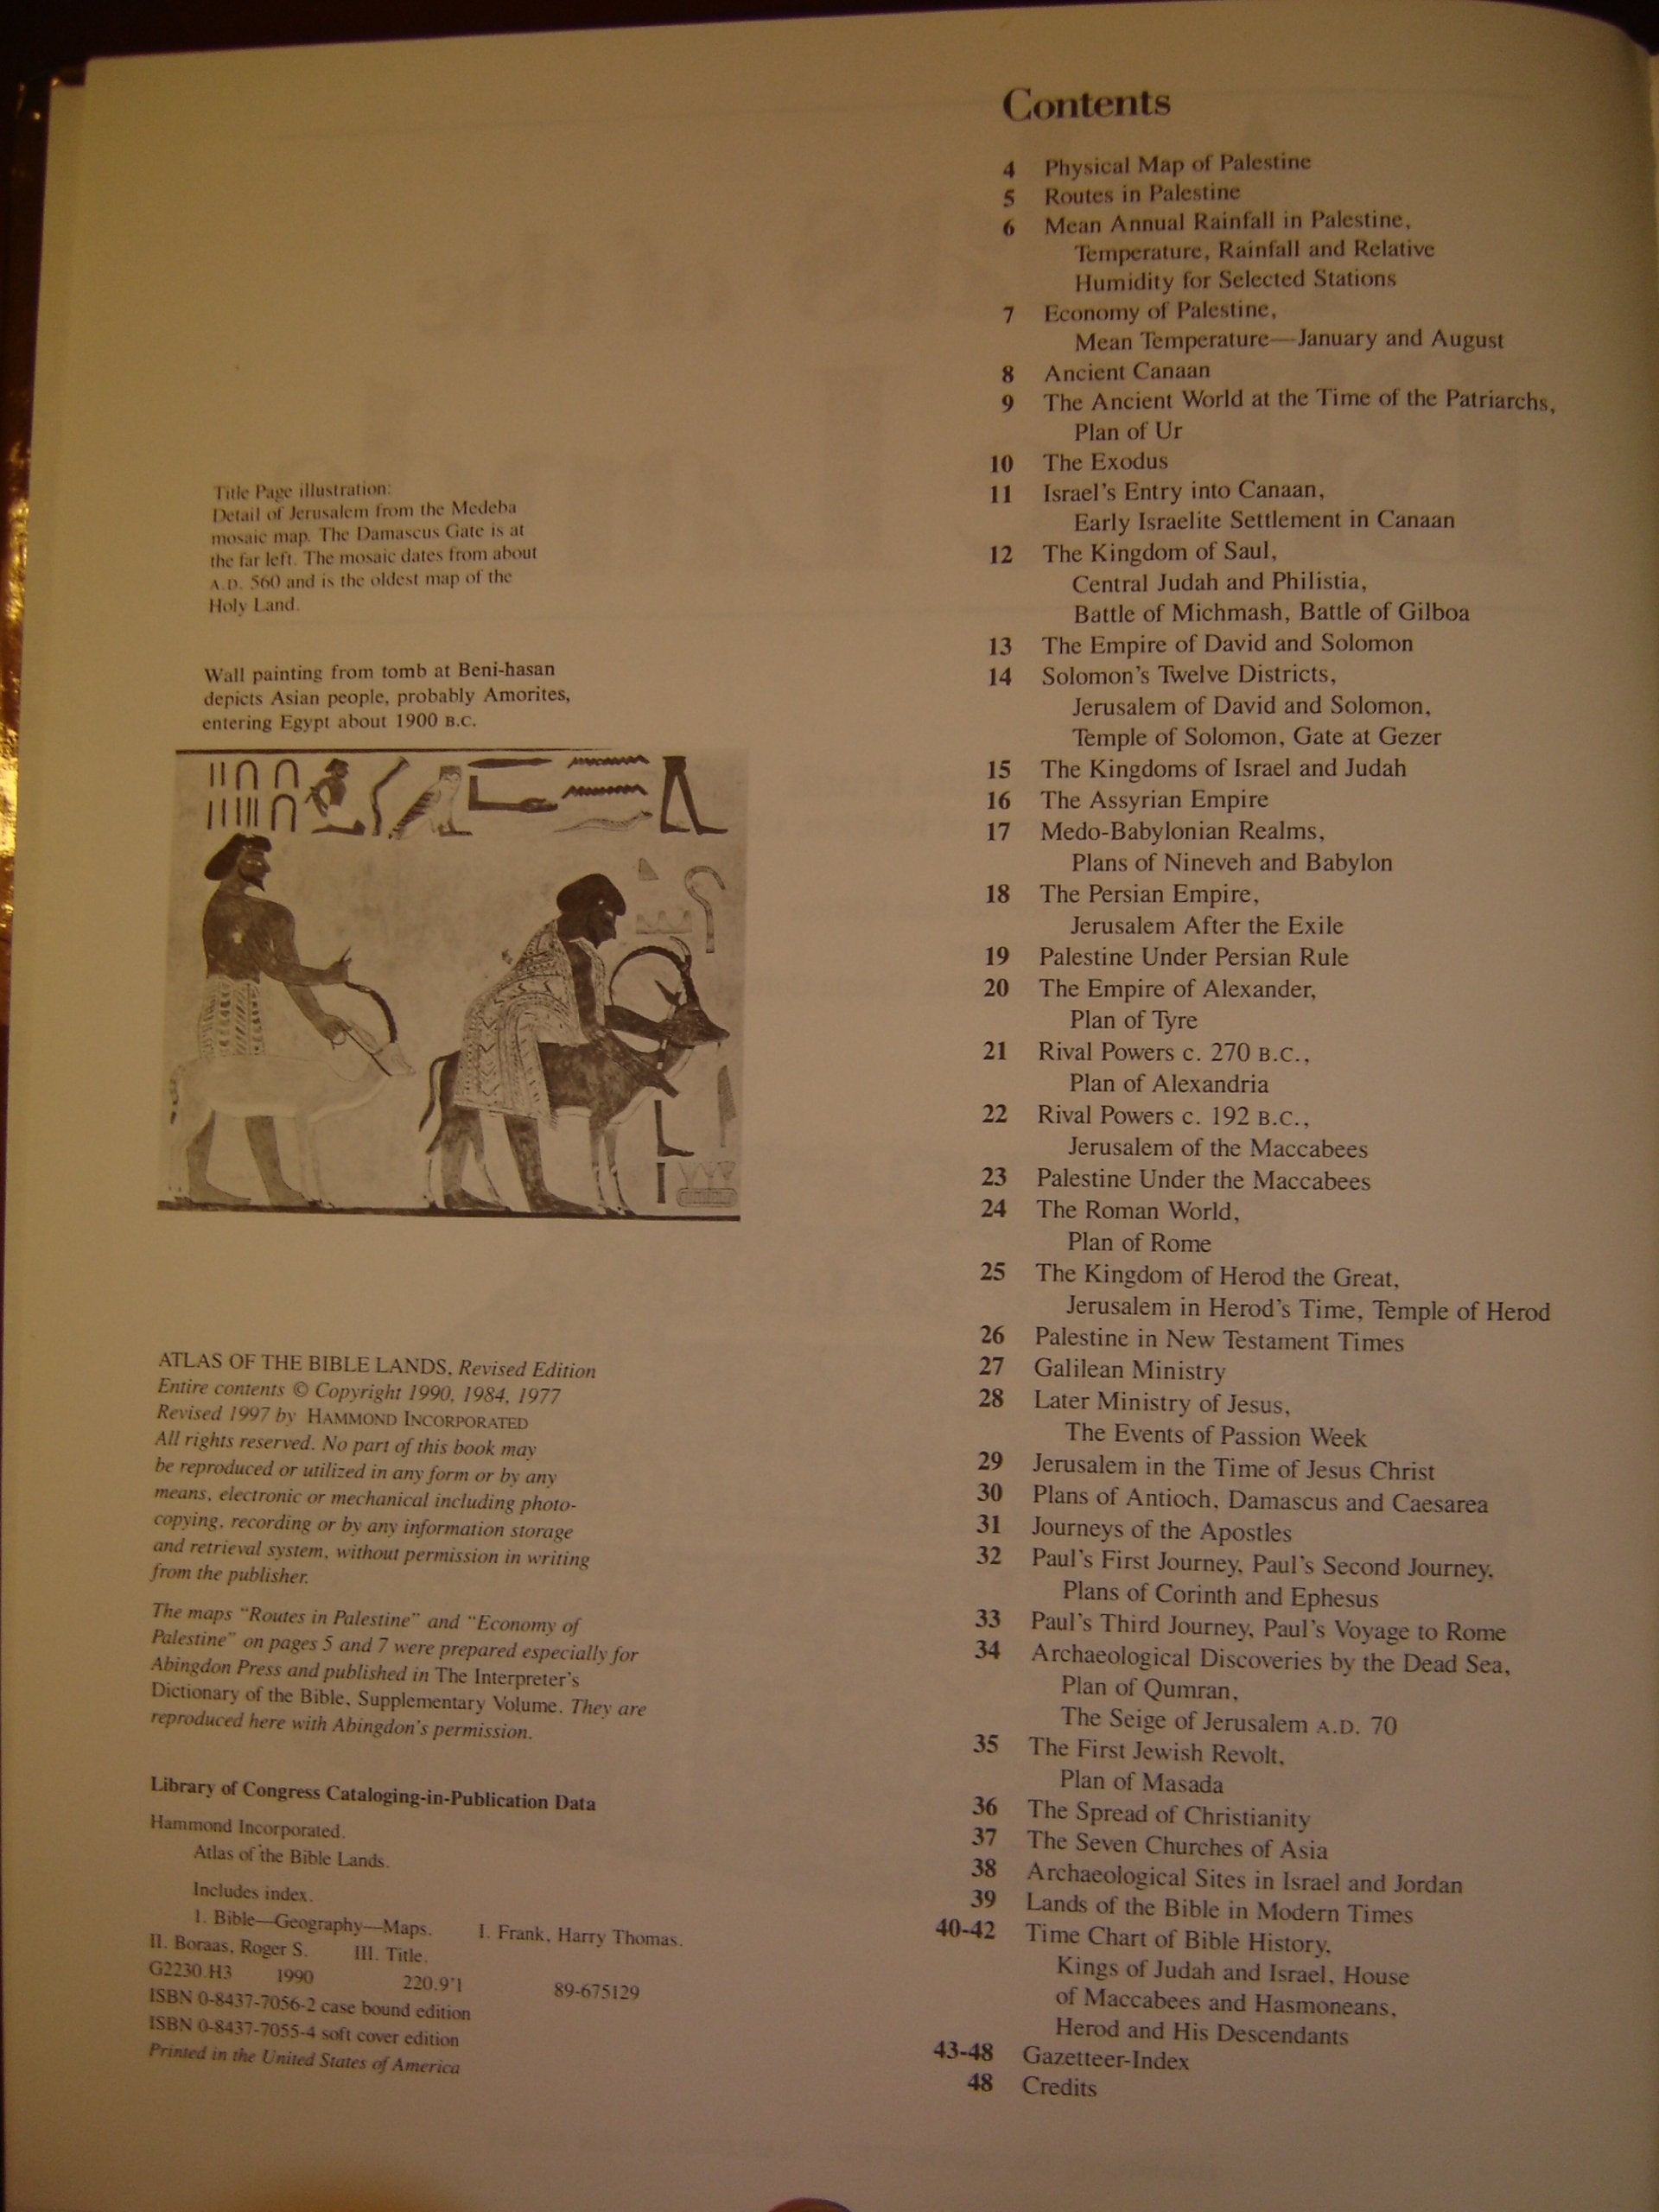 Title Page illustration:
Detail of Jerusalem from the Medeba
mosaic map. The Damascus Gate is at
the far left. The mosaic dates from about
A.D. 560 and is the oldest map of the
Holy Land.
Wall painting from tomb at Beni-hasan
depicts Asian people, probably Amorites,
entering Egypt about 1900 B.C.
ATLAS OF THE BIBLE LANDS, Revised Edition
Entire contents © Copyright 1990, 1984, 1977
Revised 1997 by HAMMOND INCORPORATED
All rights reserved. No part of this book may
be reproduced or utilized in any form or by any
means, electronic or mechanical including photo-
copying, recording or by any information storage
and retrieval system, without permission in writing
from the publisher.
The maps "Routes in Palestine" and "Economy of
Palestine" on pages 5 and 7 were prepared especially for
Abingdon Press and published in The Interpreter's
Dictionary of the Bible, Supplementary Volume. They are
reproduced here with Abingdon's permission.
Library of Congress Cataloging-in-Publication Data
Hammond Incorporated.
Atlas of the Bible Lands.
Includes index.
1. Bible—Geography—Maps. I. Frank, Harry Thomas.
II. Boraas, Roger S. III. Title.
G2230.H3 1990 220.9'1 89-675129
ISBN 0-8437-7056-2 case bound edition
ISBN 0-8437-7055-4 soft cover edition
Printed in the United States of America
Contents
4 Physical Map of Palestine
5 Routes in Palestine
6 Mean Annual Rainfall in Palestine,
Temperature, Rainfall and Relative
Humidity for Selected Stations
7 Economy of Palestine,
Mean Temperature—January and August
8 Ancient Canaan
9 The Ancient World at the Time of the Patriarchs,
Plan of Ur
10 The Exodus
11 Israel's Entry into Canaan,
Early Israelite Settlement in Canaan
12 The Kingdom of Saul,
Central Judah and Philistia,
Battle of Michmash, Battle of Gilboa
13 The Empire of David and Solomon
14 Solomon's Twelve Districts,
Jerusalem of David and Solomon,
Temple of Solomon, Gate at Gezer
15 The Kingdoms of Israel and Judah
16 The Assyrian Empire
17 Medo-Babylonian Realms,
Plans of Nineveh and Babylon
18 The Persian Empire,
Jerusalem After the Exile
19 Palestine Under Persian Rule
20 The Empire of Alexander,
Plan of Tyre
21 Rival Powers c. 270 B.C.,
Plan of Alexandria
22 Rival Powers c. 192 B.C.,
Jerusalem of the Maccabees
23 Palestine Under the Maccabees
24 The Roman World,
Plan of Rome
25 The Kingdom of Herod the Great,
Jerusalem in Herod's Time, Temple of Herod
26 Palestine in New Testament Times
27 Galilean Ministry
28 Later Ministry of Jesus,
The Events of Passion Week
29 Jerusalem in the Time of Jesus Christ
30 Plans of Antioch, Damascus and Caesarea
31 Journeys of the Apostles
32 Paul's First Journey, Paul's Second Journey,
Plans of Corinth and Ephesus
33 Paul's Third Journey, Paul's Voyage to Rome
34 Archaeological Discoveries by the Dead Sea,
Plan of Qumran,
The Seige of Jerusalem A.D. 70
35 The First Jewish Revolt,
Plan of Masada
36 The Spread of Christianity
37 The Seven Churches of Asia
38 Archaeological Sites in Israel and Jordan
39 Lands of the Bible in Modern Times
40-42 Time Chart of Bible History,
Kings of Judah and Israel, House
of Maccabees and Hasmoneans,
Herod and His Descendants
43-48 Gazetteer-Index
48 Credits